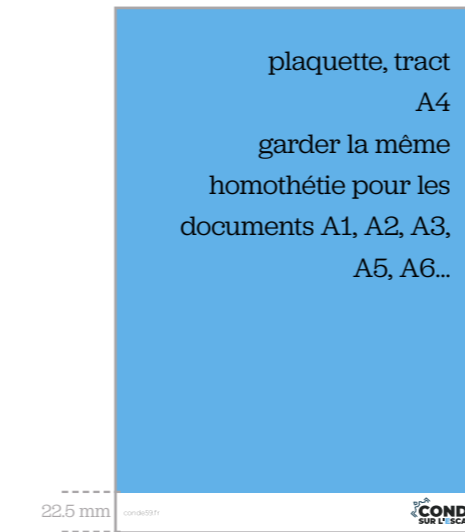 plaquette, tract
A4
garder la même
homothétie pour les
documents A1, A2, A3,
A5, A6...
22.5 mm
conde59.fr
COND
SUR L'ESCA